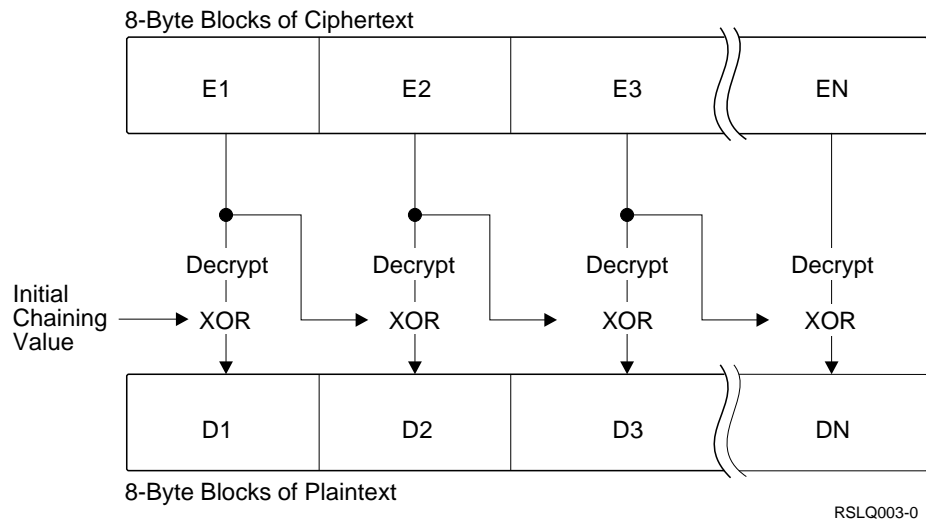 8-Byte Blocks of Ciphertext
E1 E2 E3 EN
Decrypt Decrypt Decrypt Decrypt
Initial
Chaining
Value
XOR XOR XOR XOR
D1 D2 D3 DN
8-Byte Blocks of Plaintext
RSLQ003-0